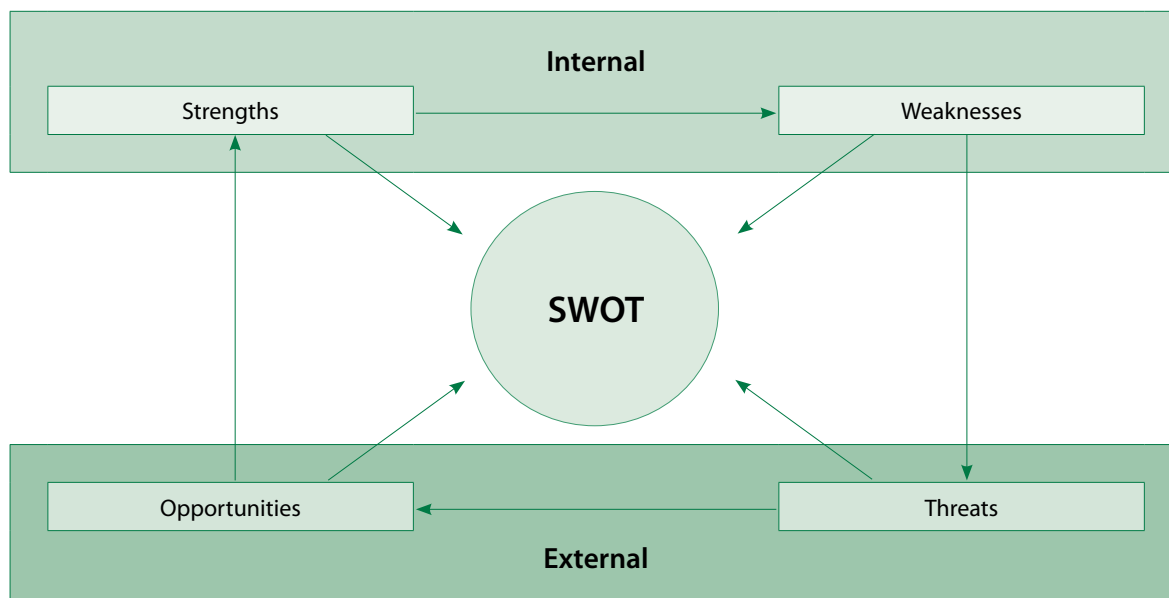 Internal
Strengths
Weaknesses
SWOT
Opportunities
Threats
External